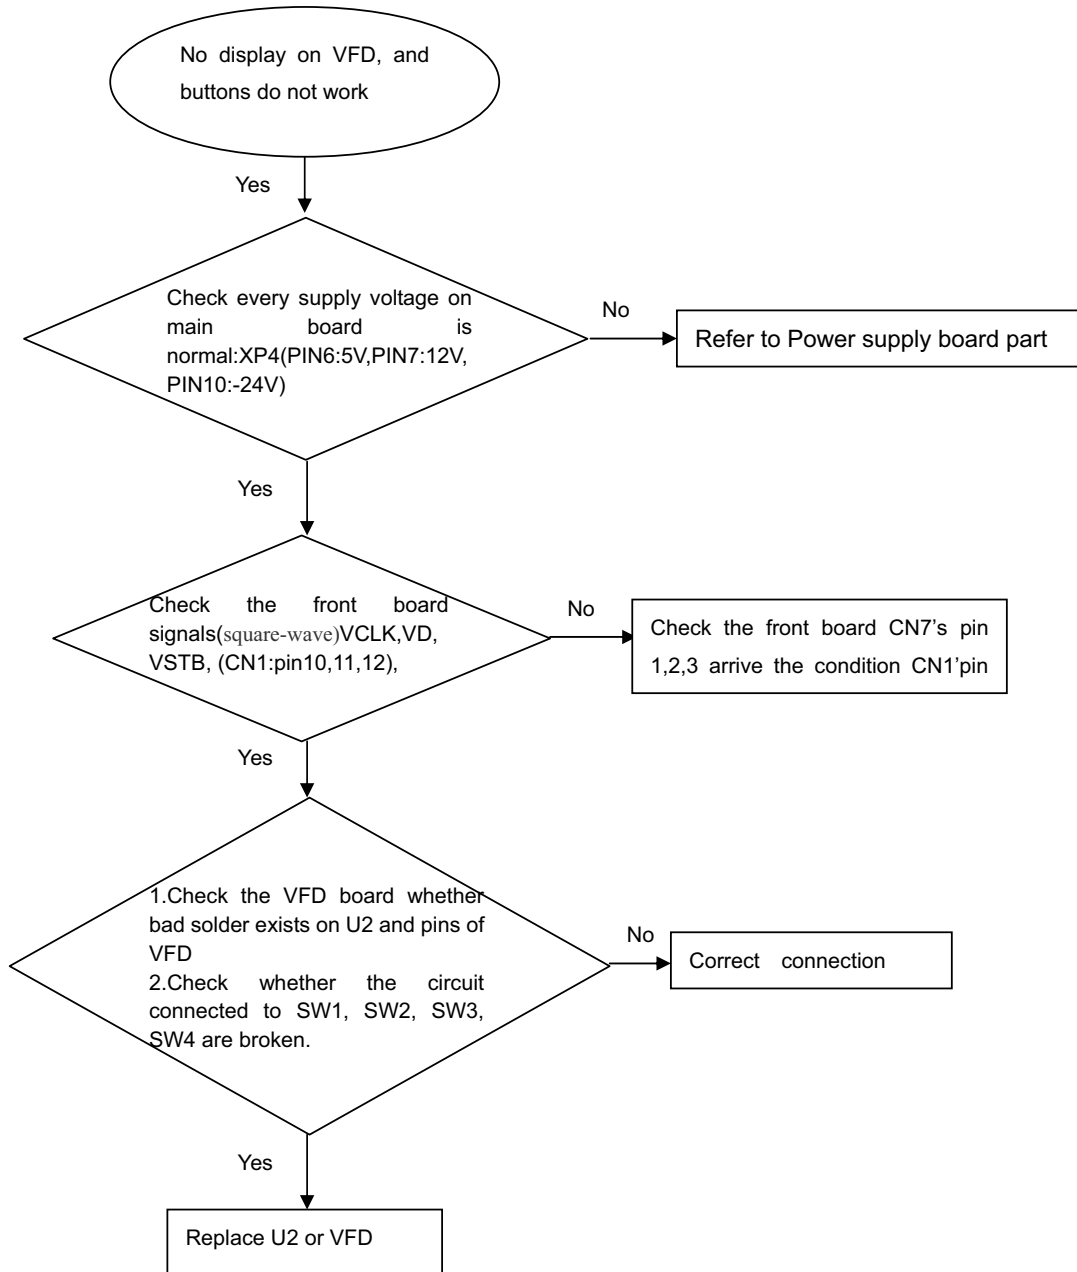 No display on VFD, and
buttons do not work
Yes
Check every supply voltage on
main board is
normal:XP4(PIN6:5V,PIN7:12V,
PIN10:-24V)
No
Refer to Power supply board part
Yes
Check the front board
signals(square-wave)VCLK,VD,
VSTB, (CN1:pin10,11,12),
No
Check the front board CN7’s pin
1,2,3 arrive the condition CN1’pin
Yes
1.Check the VFD board whether
bad solder exists on U2 and pins of
VFD
2.Check whether the circuit
connected to SW1, SW2, SW3,
SW4 are broken.
No
Correct connection
Yes
Replace U2 or VFD